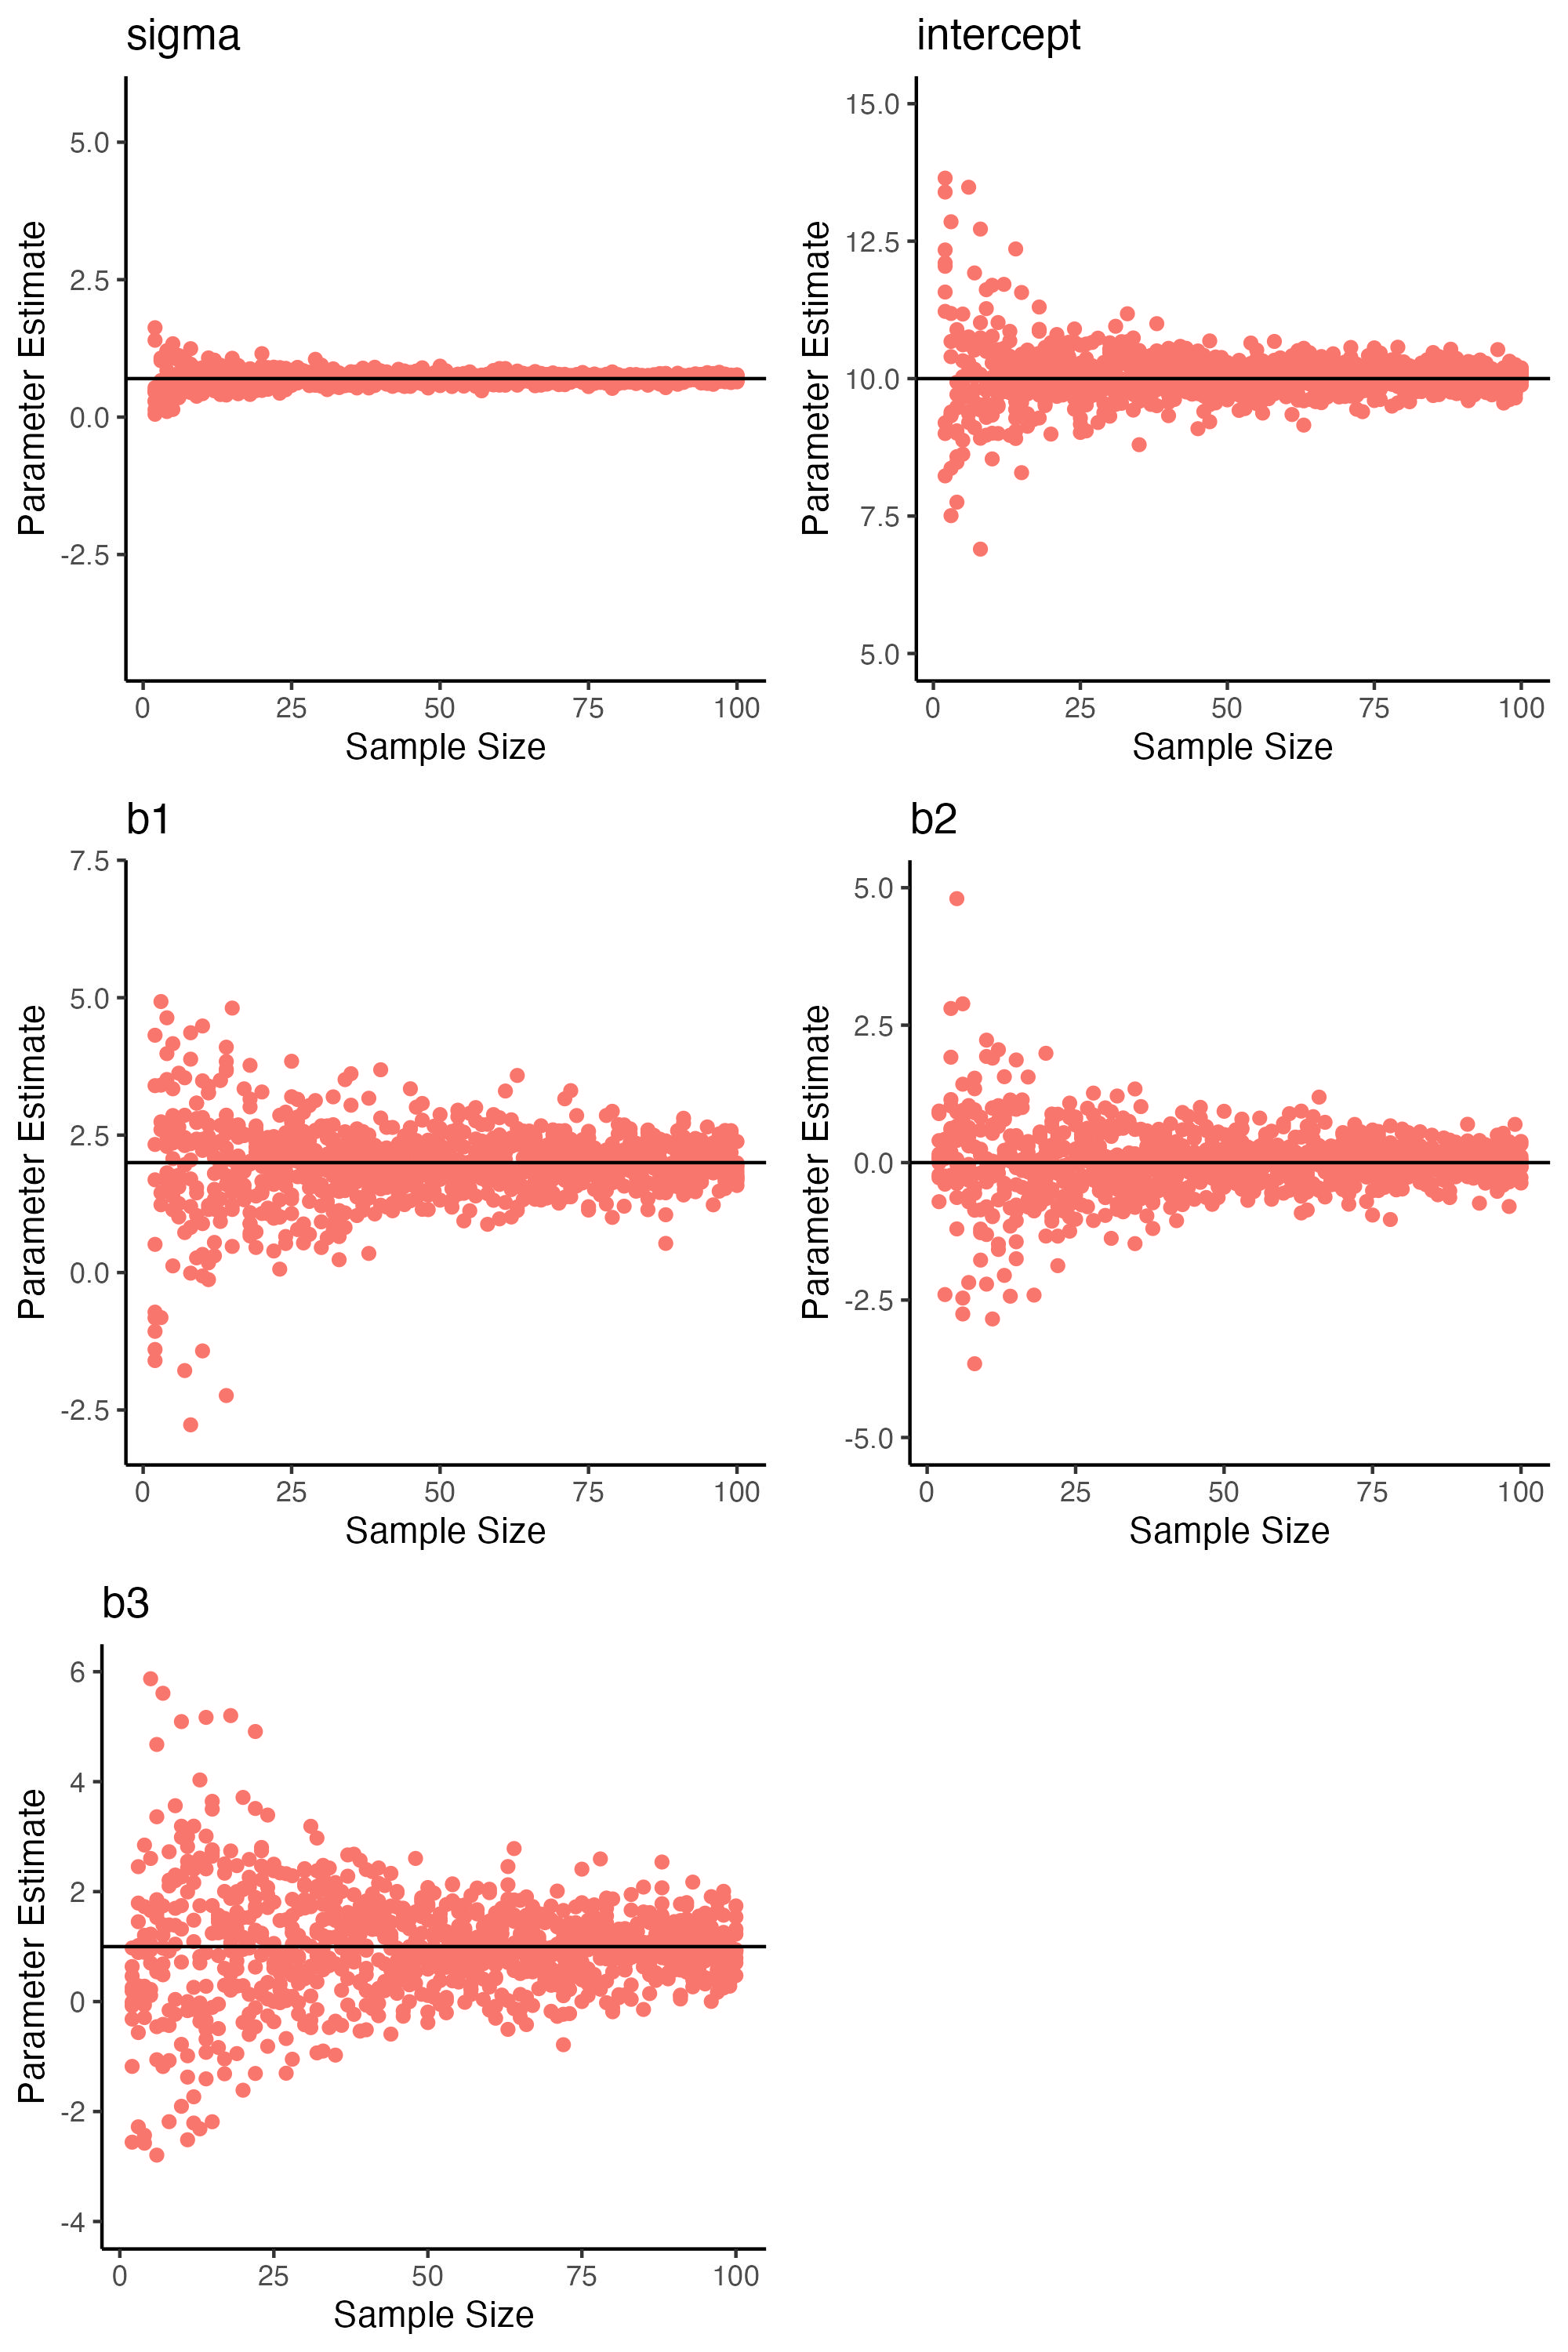 sigma
Parameter Estimate
5.0
2.5
0.0
-2.5
0 25 50 75 100
Sample Size
intercept
Parameter Estimate
15.0
12.5
10.0
7.5
5.0
0 25 50 75 100
Sample Size
b1
Parameter Estimate
7.5
5.0
2.5
0.0
-2.5
0 25 50 75 100
Sample Size
b2
Parameter Estimate
5.0
2.5
0.0
-2.5
-5.0
0 25 50 75 100
Sample Size
b3
Parameter Estimate
6
4
2
0
-2
-4
0 25 50 75 100
Sample Size